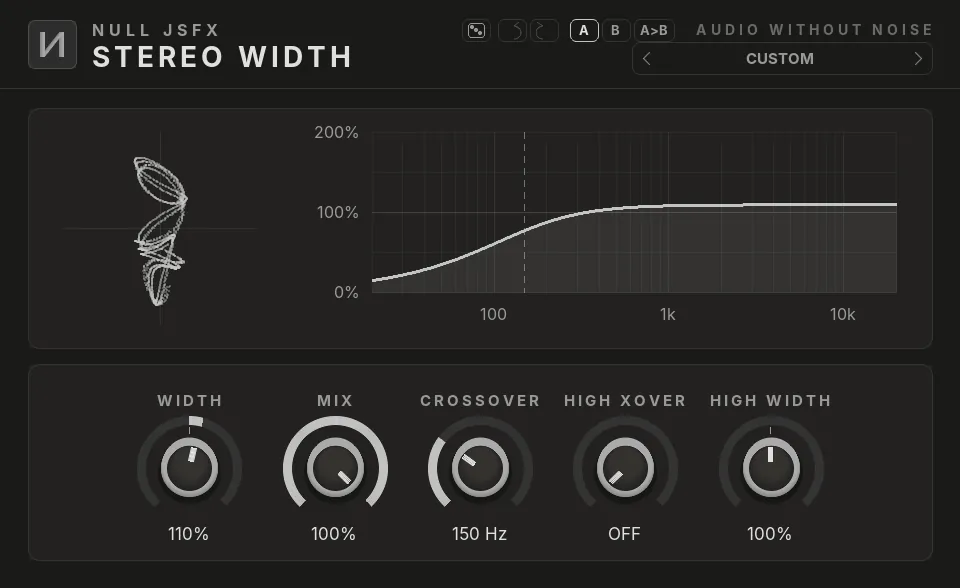 NULL JSFX
STEREO WIDTH
A B A>B AUDIO WITHOUT NOISE
CUSTOM
200%
100%
0%
100 1k 10k
WIDTH MIX CROSSOVER HIGH XOVER HIGH WIDTH
110% 100% 150 Hz OFF 100%